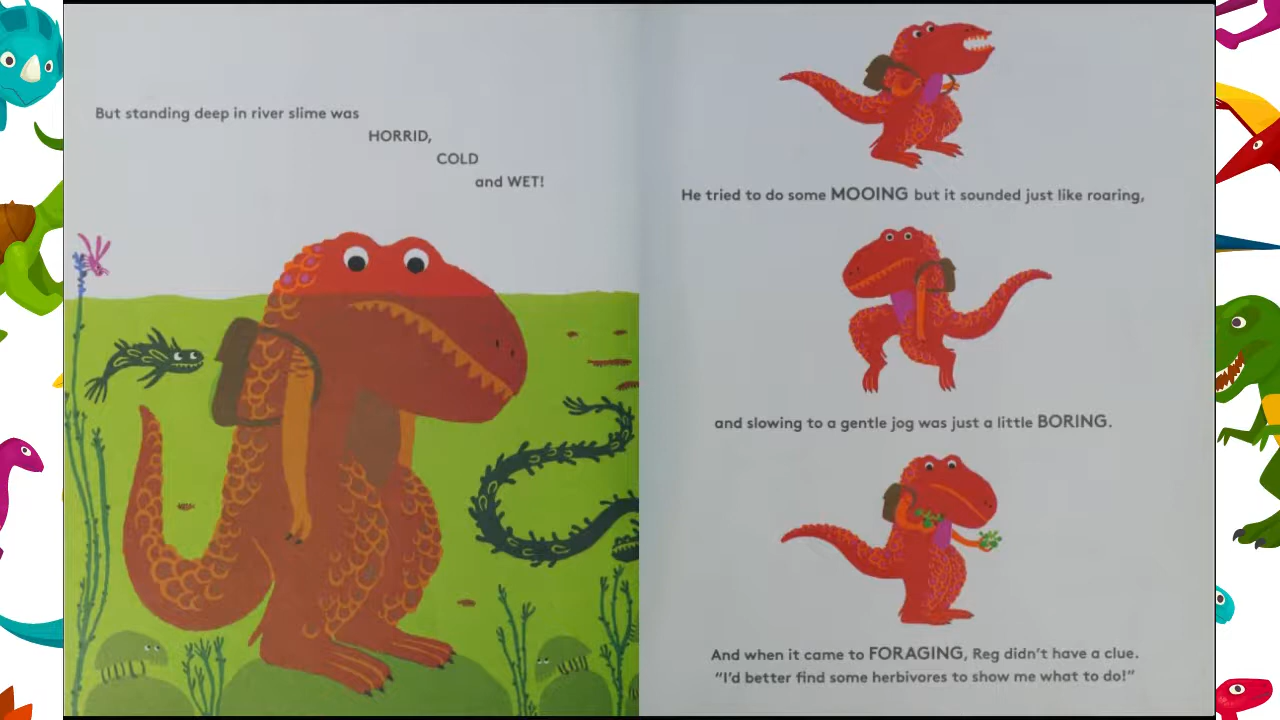 But standing deep in river slime was
HORRID,
COLD
and WET!
He tried to do some MOOING but it sounded just like roaring,
and slowing to a gentle jog was just a little BORING.
And when it came to FORAGING, Reg didn't have a clue.
"I'd better find some herbivores to show me what to do!"